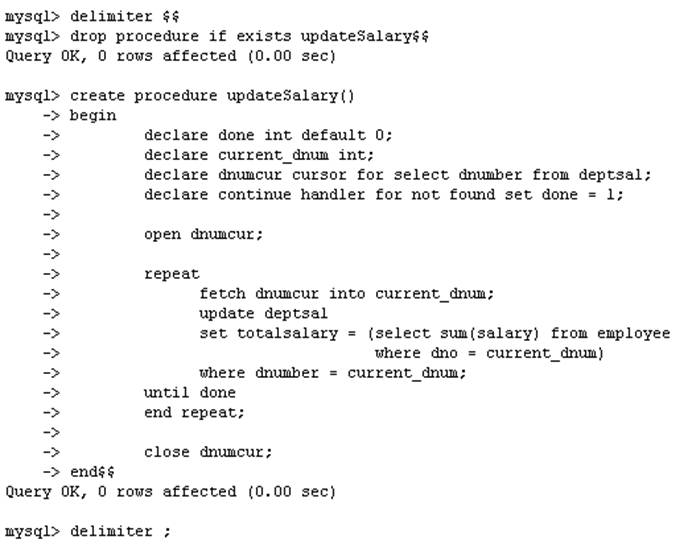 mysql> delimiter $$
mysql> drop procedure if exists updateSalary$$
Query OK, 0 rows affected (0.00 sec)
mysql> create procedure updateSalary()
-> begin
-> declare done int default 0;
-> declare current_dnum int;
-> declare dnumcur cursor for select dnumber from deptsal;
-> declare continue handler for not found set done = 1;
->
-> open dnumcur;
->
-> repeat
-> fetch dnumcur into current_dnum;
-> update deptsal
-> set totalsalary = (select sum(salary) from employee
-> where dno = current_dnum)
-> where dnumber = current_dnum;
-> until done
-> end repeat;
->
-> close dnumcur;
-> end$$
Query OK, 0 rows affected (0.00 sec)
mysql> delimiter ;